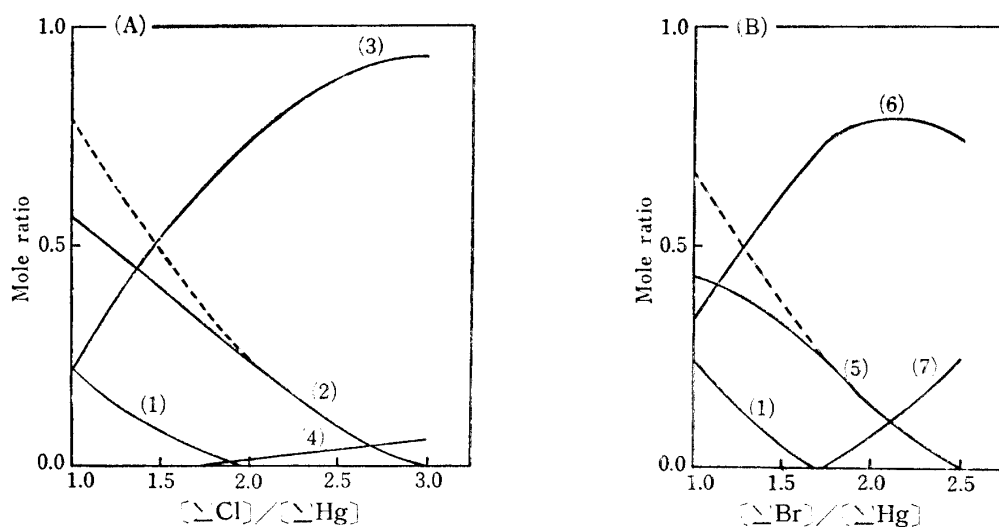 (A)
1.0
0.5
0.0
Mole ratio
(3)
(2)
(1)
(4)
1.0 1.5 2.0 2.5 3.0
[∑Cl]/[∑Hg]
(B)
1.0
0.5
0.0
Mole ratio
(6)
(5)
(7)
(1)
1.0 1.5 2.0 2.5
[∑Br]/[∑Hg]